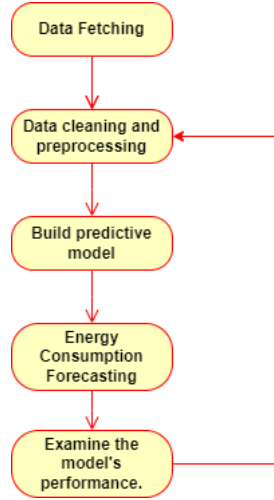 Data Fetching
Data cleaning and
preprocessing
Build predictive
model
Energy
Consumption
Forecasting
Examine the
model's
performance.